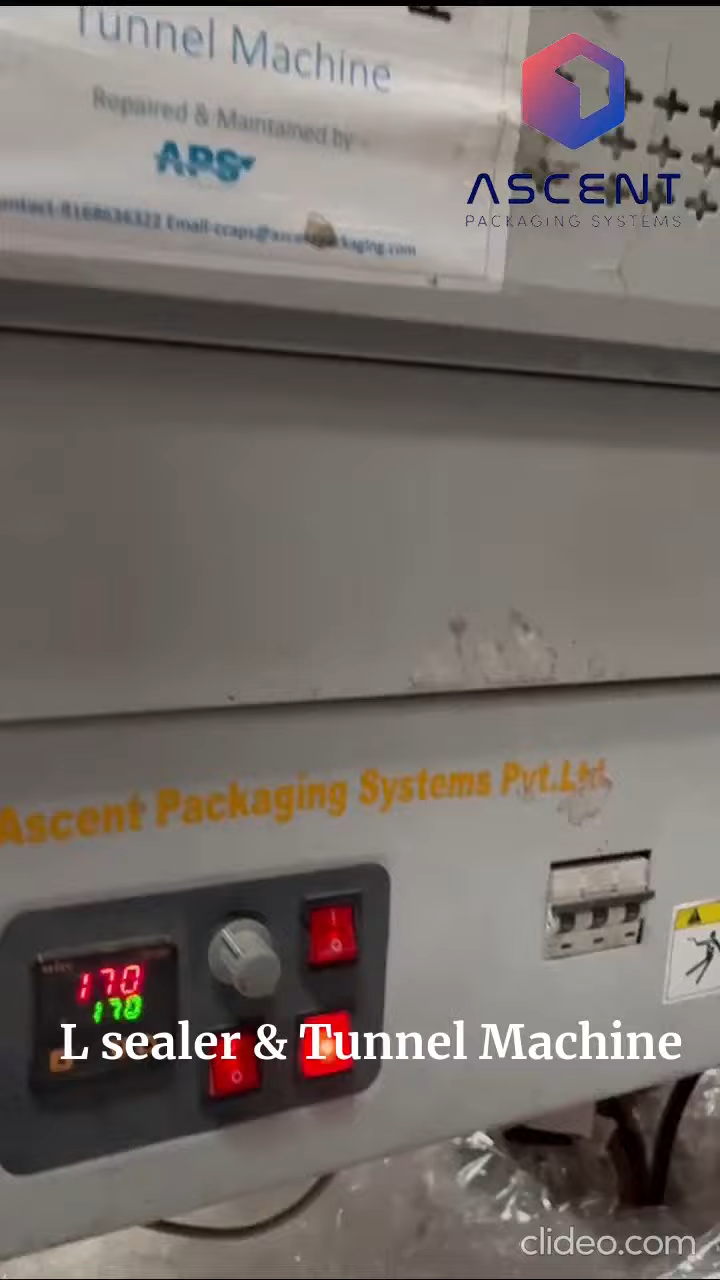 Tunnel Machine
Repaired & Maintained by -
APS
ASCENT
PACKAGING SYSTEMS
Ascent Packaging Systems Pvt.Ltd.
170
170
L sealer & Tunnel Machine
clideo.com